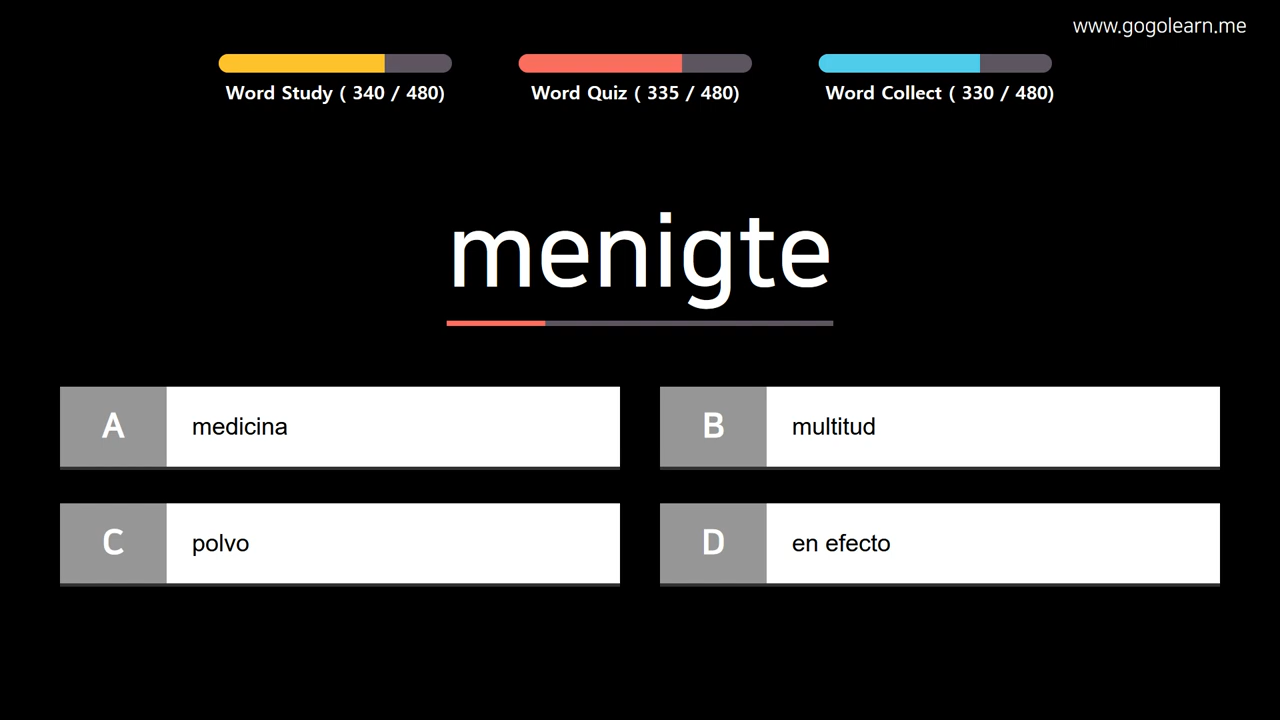 www.gogolearn.me
Word Study ( 340 / 480)
Word Quiz ( 335 / 480)
Word Collect ( 330 / 480)
menigte
A medicina
B multitud
C polvo
D en efecto